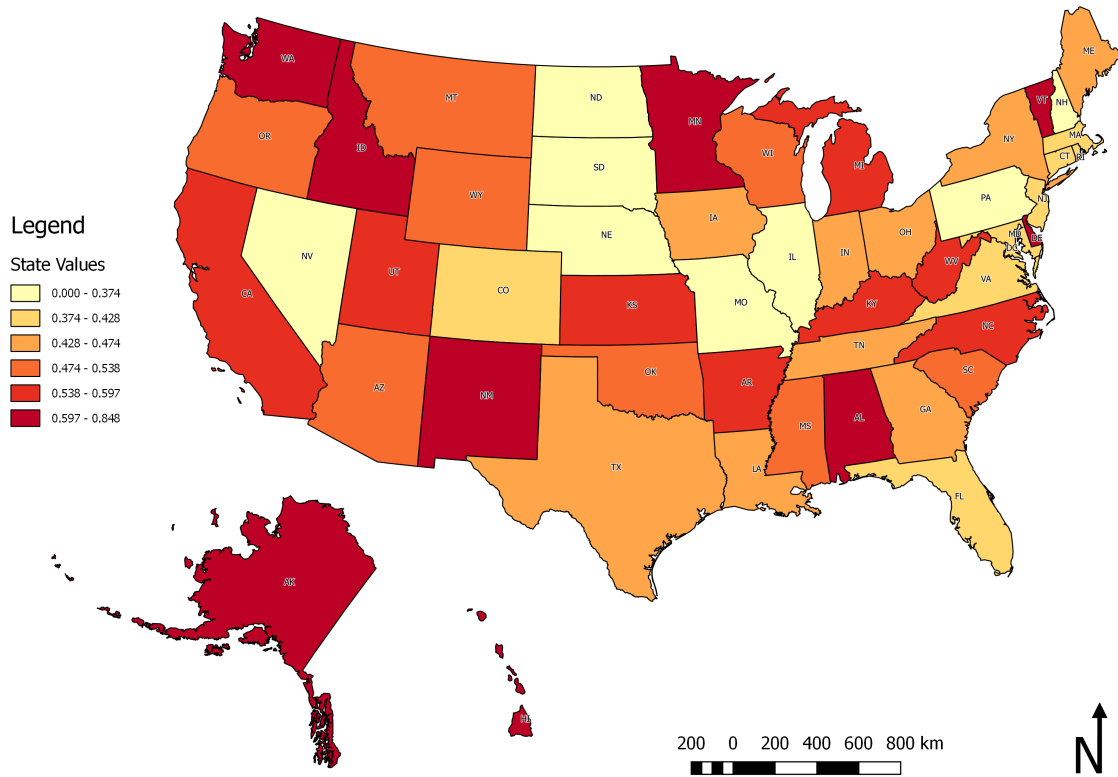 WA
ME
MT
ND
VT
NH
MN
OR
MA
NY
ID
WI
CT
RI
MI
SD
WY
PA
NJ
IA
Legend
OH
NE
MD
DE
DC
IN
NV
IL
WV
State Values
UT
VA
0.000 - 0.374
CO
CA
MO
KS
KY
0.374 - 0.428
NC
0.428 - 0.474
TN
0.474 - 0.538
OK
SC
AZ
AR
0.538 - 0.597
NM
GA
0.597 - 0.848
AL
MS
TX
LA
FL
AK
HI
200 0 200 400 600 800 km
N